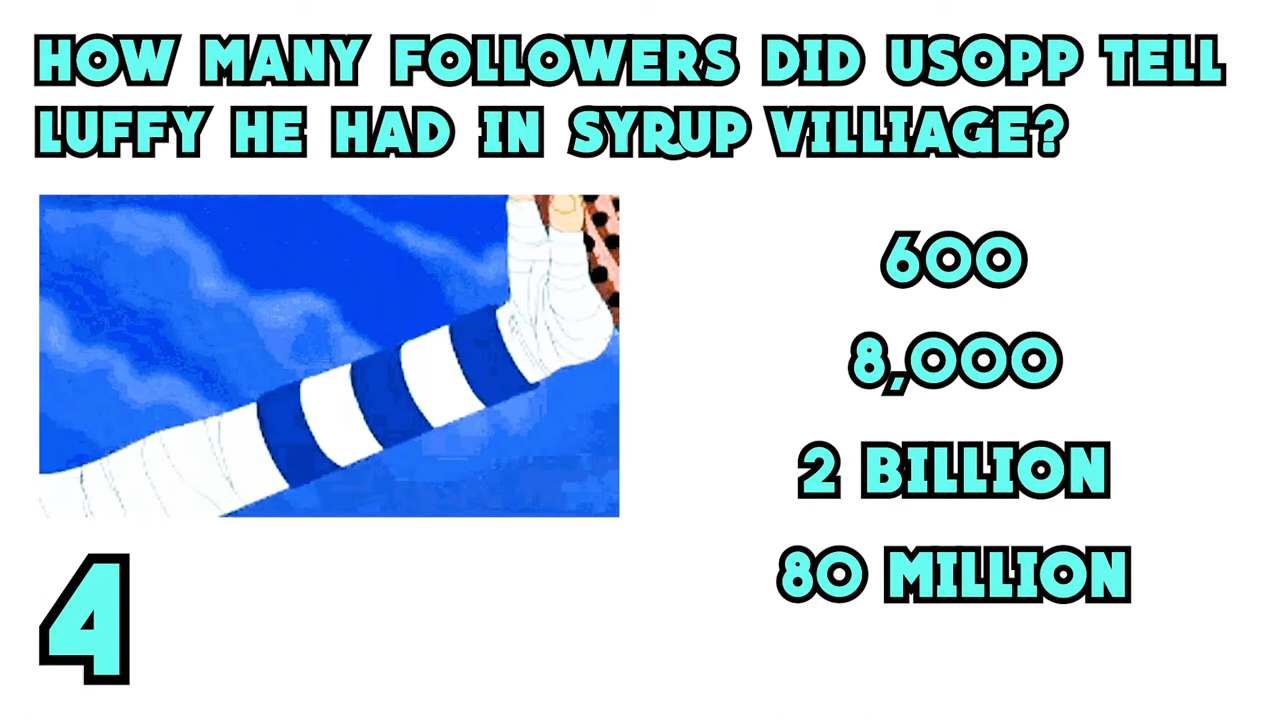 HOW MANY FOLLOWERS DID USOPP TELL
LUFFY HE HAD IN SYRUP VILLIAGE?
600
8,000
2 BILLION
80 MILLION
4